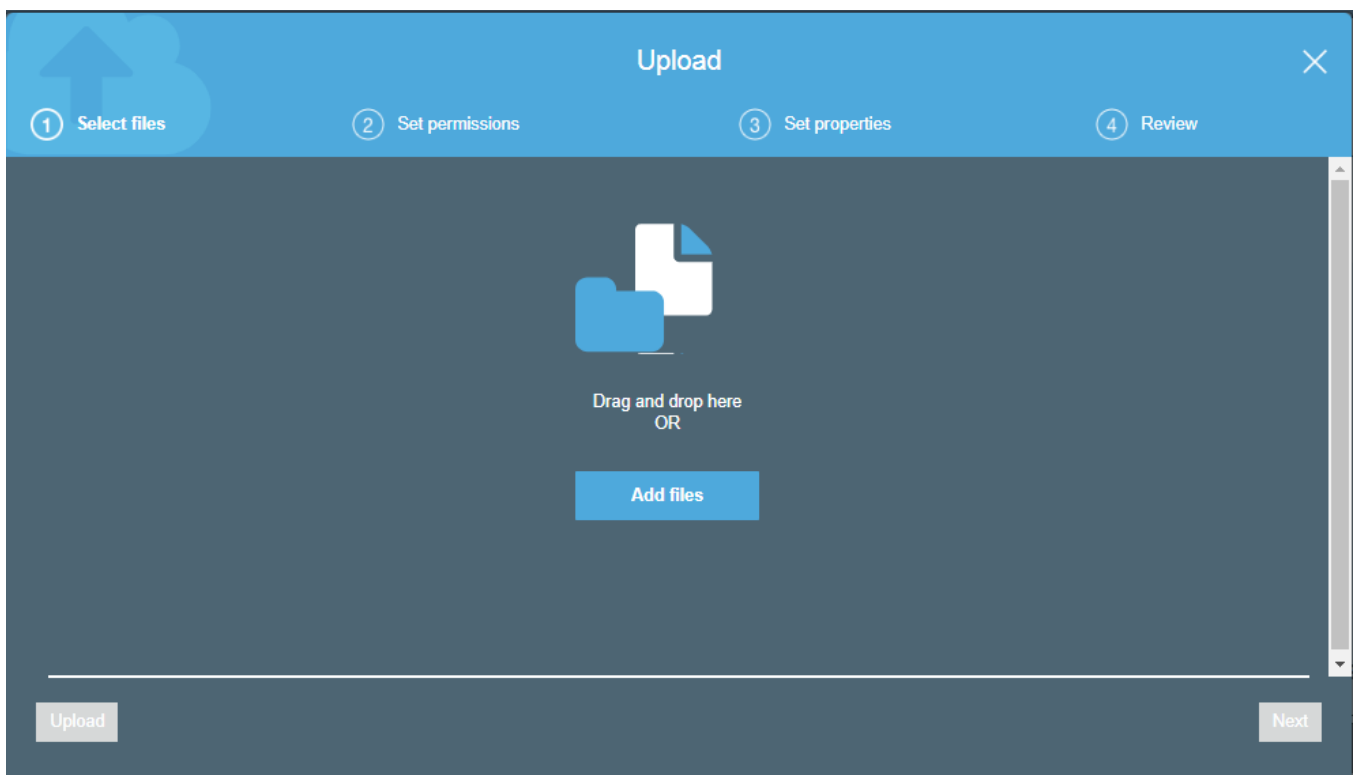 Upload
1 Select files
2 Set permissions
3 Set properties
4 Review
Drag and drop here
OR
Add files
Upload
Next